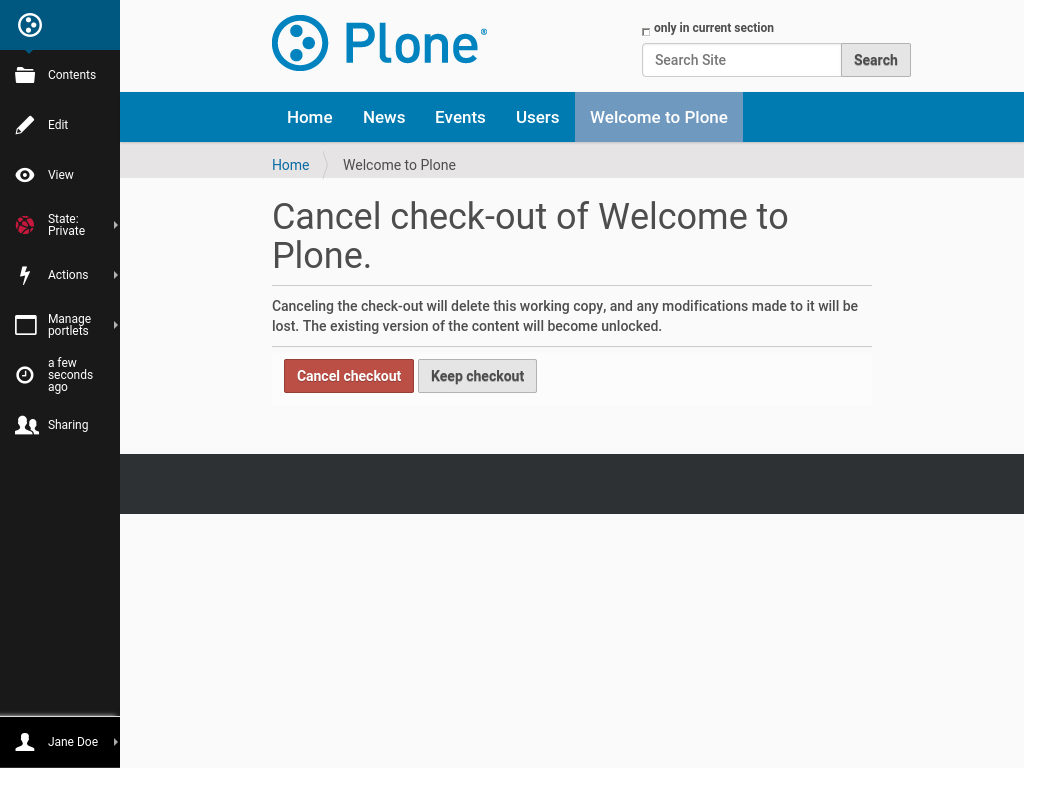 Plone®
only in current section
Search Site
Search
Home
News
Events
Users
Welcome to Plone
Home
Welcome to Plone
Contents
Edit
View
State:
Private
Actions
Manage
portlets
a few
seconds
ago
Sharing
Jane Doe
Cancel check-out of Welcome to
Plone.
Canceling the check-out will delete this working copy, and any modifications made to it will be
lost. The existing version of the content will become unlocked.
Cancel checkout
Keep checkout